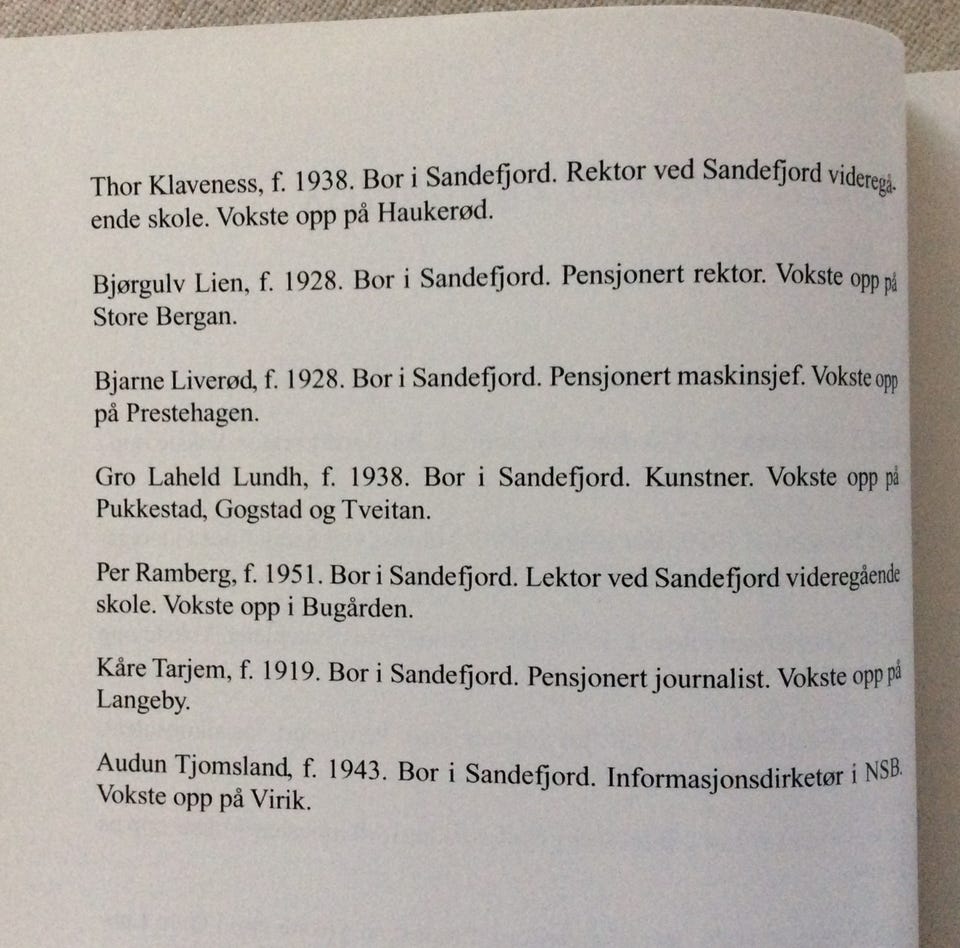 Thor Klaveness, f. 1938. Bor i Sandefjord. Rektor ved Sandefjord videregå-
ende skole. Vokste opp på Haukerød.
Bjørgulv Lien, f. 1928. Bor i Sandefjord. Pensjonert rektor. Vokste opp på
Store Bergan.
Bjarne Liverød, f. 1928. Bor i Sandefjord. Pensjonert maskinsjef. Vokste opp
på Prestehagen.
Gro Laheld Lundh, f. 1938. Bor i Sandefjord. Kunstner. Vokste opp på
Pukkestad, Gogstad og Tveitan.
Per Ramberg, f. 1951. Bor i Sandefjord. Lektor ved Sandefjord videregående
skole. Vokste opp i Bugården.
Kåre Tarjem, f. 1919. Bor i Sandefjord. Pensjonert journalist. Vokste opp på
Langeby.
Audun Tjomsland, f. 1943. Bor i Sandefjord. Informasjonsdirketør i NSB.
Vokste opp på Virik.